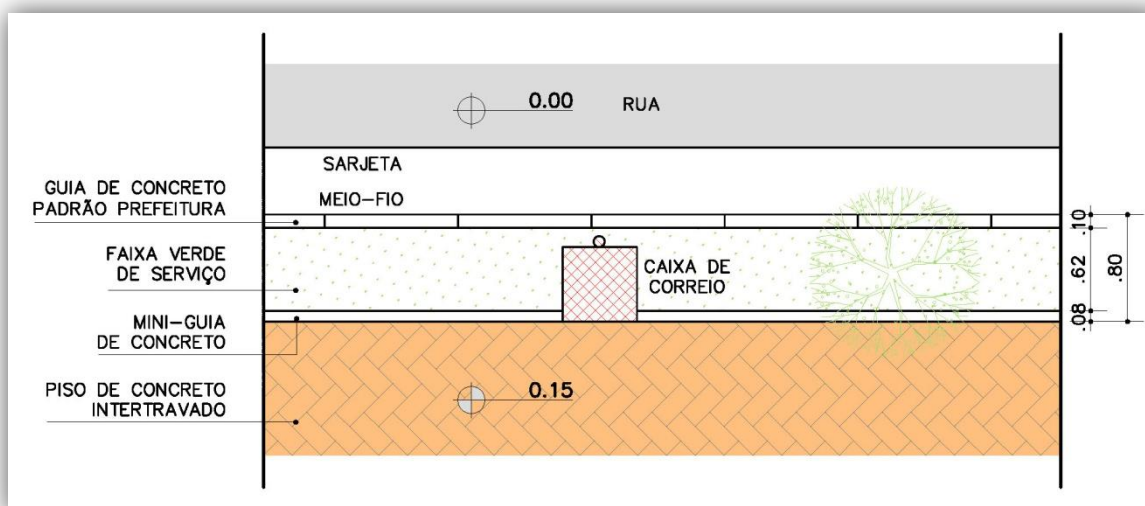 0.00
RUA
SARJETA
MEIO-FIO
GUIA DE CONCRETO
PADRÃO PREFEITURA
FAIXA VERDE
DE SERVIÇO
CAIXA DE
CORREIO
MINI-GUIA
DE CONCRETO
PISO DE CONCRETO
INTERTRAVADO
0.15
.10
.62
.08
.80